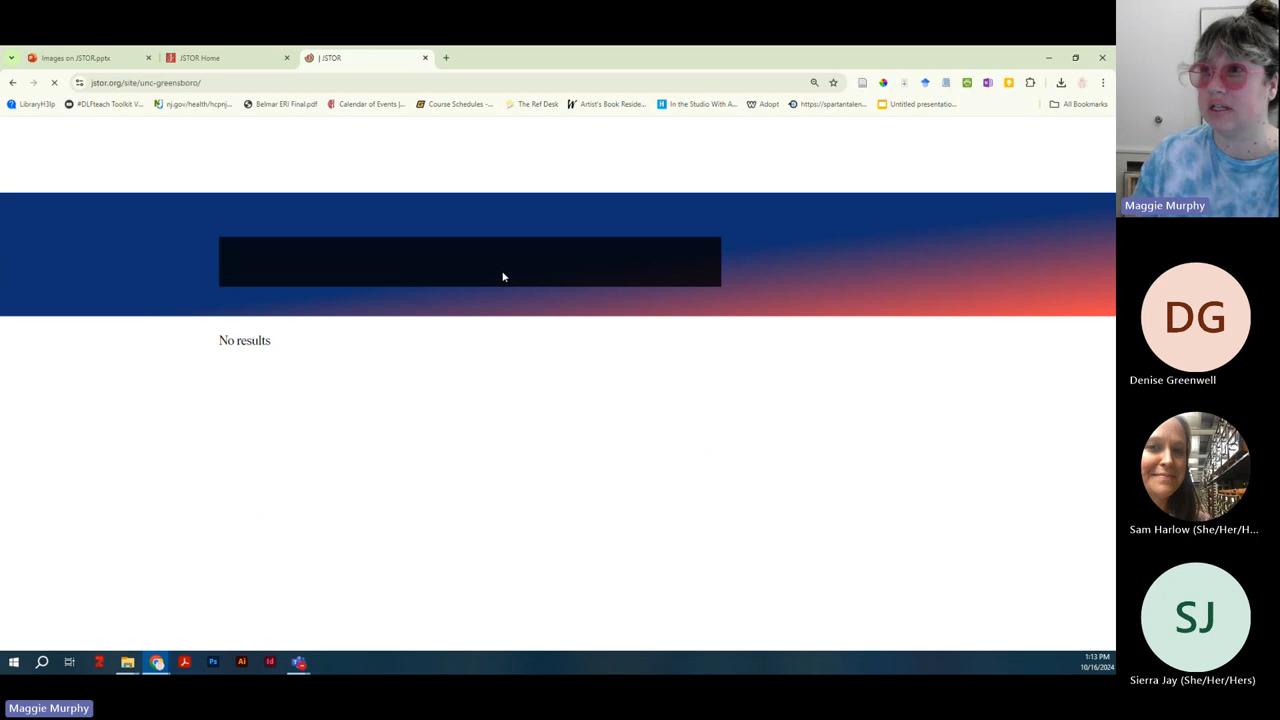 Images on JSTOR.pptx
JSTOR Home
| JSTOR
jstor.org/site/unc-greensboro/
LibraryH3lp
#DLFteach Toolkit V...
nj.gov/health/hcpnj...
Belmar ERI Final.pdf
Calendar of Events |...
Course Schedules -...
The Ref Desk
Artist's Book Reside...
In the Studio With A...
Adopt
https://spartantalen...
Untitled presentatio...
All Bookmarks
No results
1:13 PM
10/16/2024
Maggie Murphy
Maggie Murphy
DG
Denise Greenwell
Sam Harlow (She/Her/H...
SJ
Sierra Jay (She/Her/Hers)